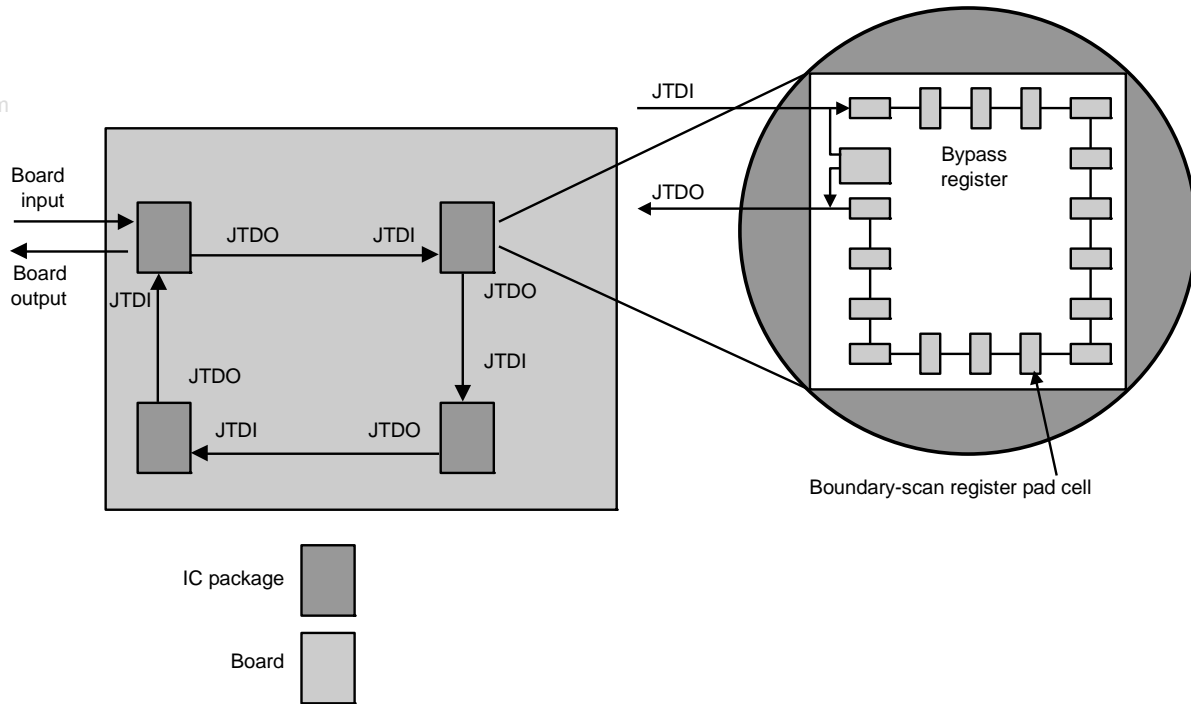 Board
input
Board
output
JTDO
JTDI
JTDI
JTDO
JTDI
JTDO
JTDI
JTDO
JTDI
JTDO
Bypass
register
Boundary-scan register pad cell
IC package
Board